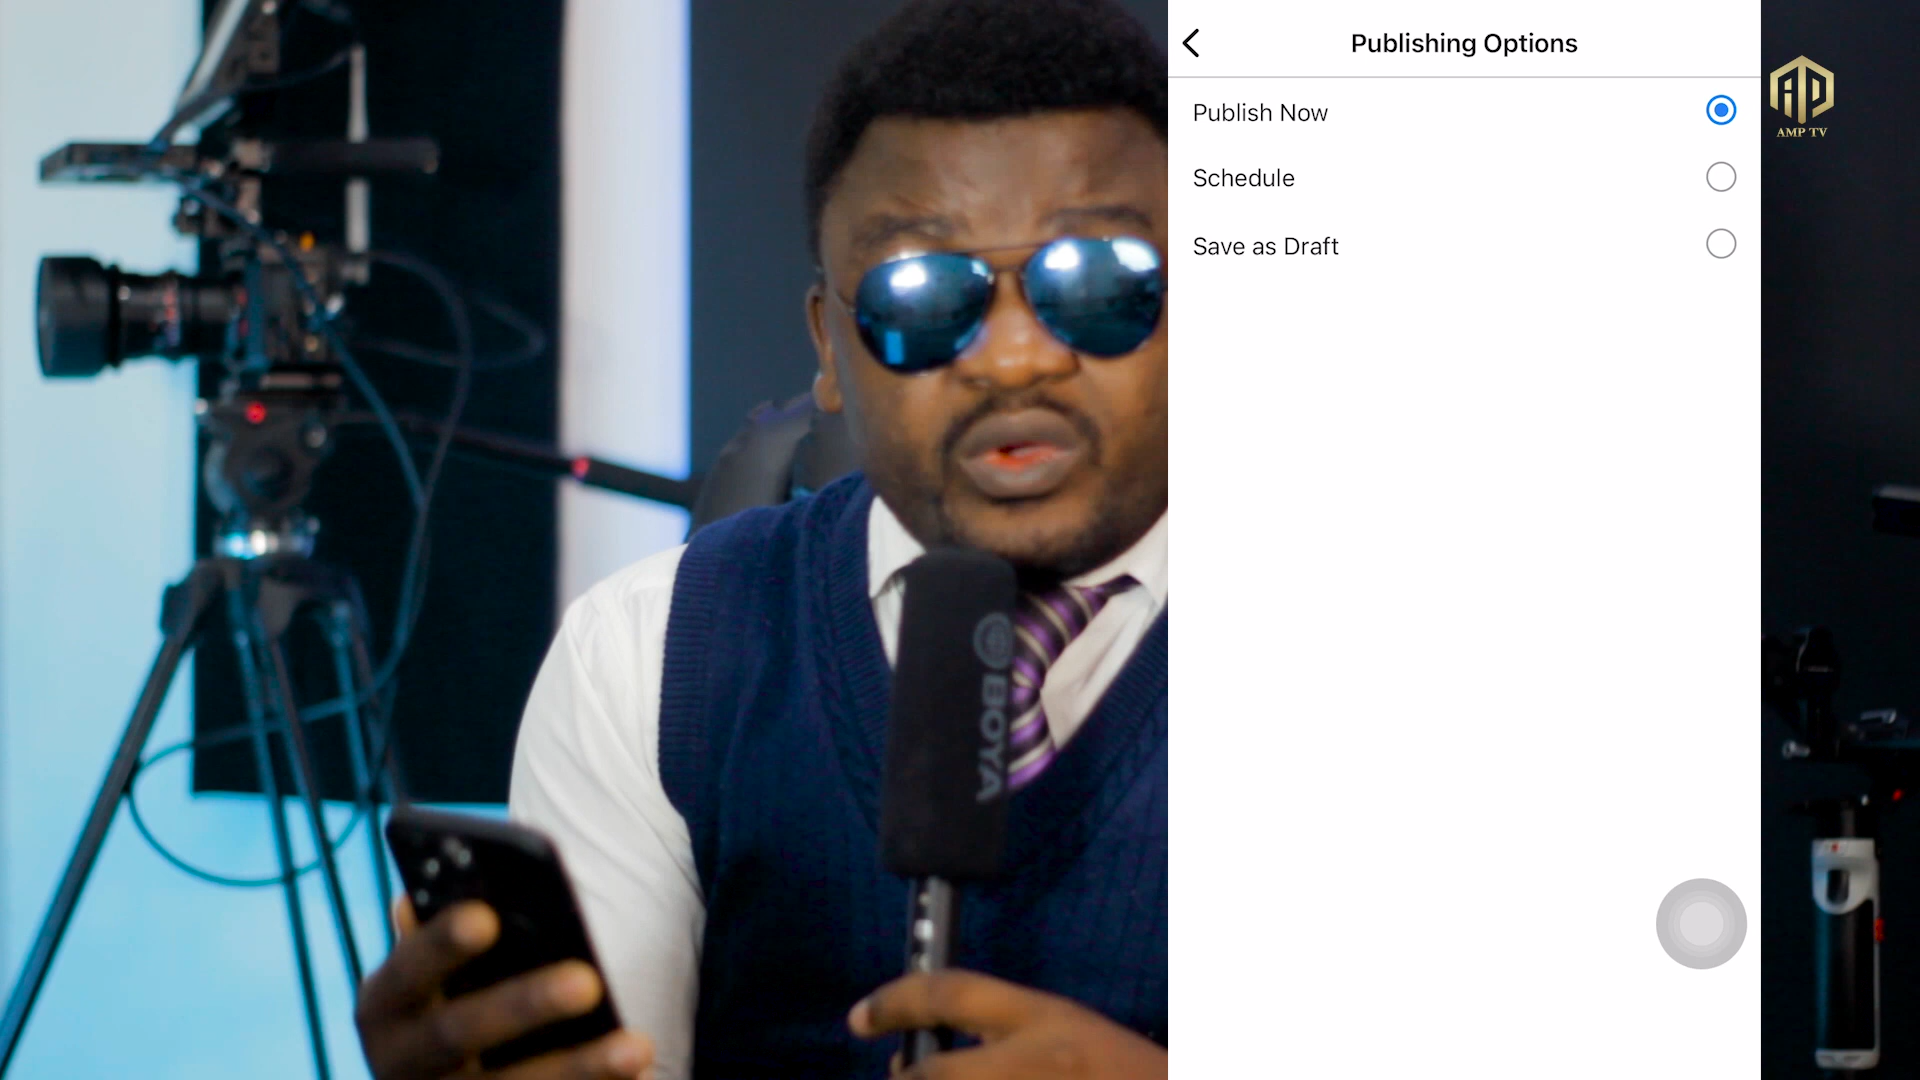 Publishing Options
Publish Now
Schedule
Save as Draft
AMP TV
BOYA